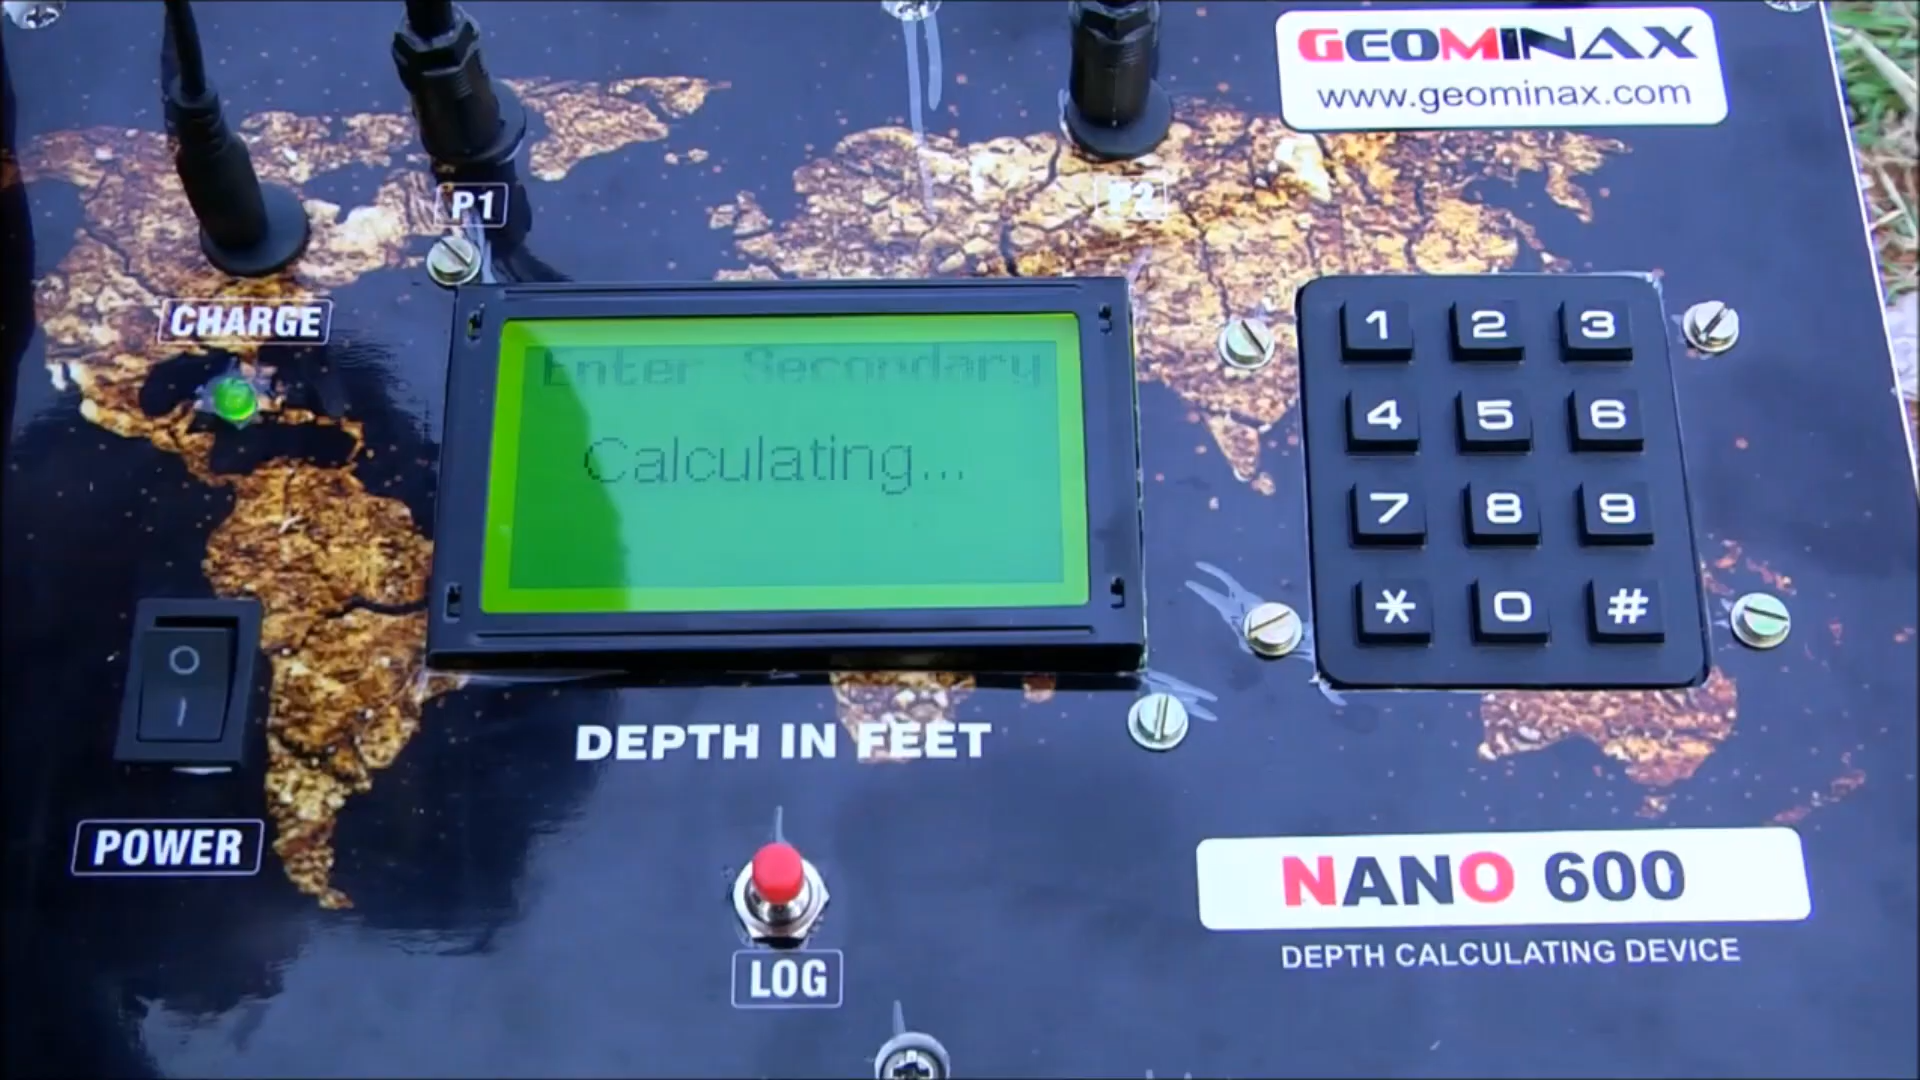 GEOMINAX
www.geominax.com
P1
P2
CHARGE
Enter Secondary
Calculating...
1 2 3
4 5 6
7 8 9
* 0 #
O
I
DEPTH IN FEET
POWER
LOG
NANO 600
DEPTH CALCULATING DEVICE